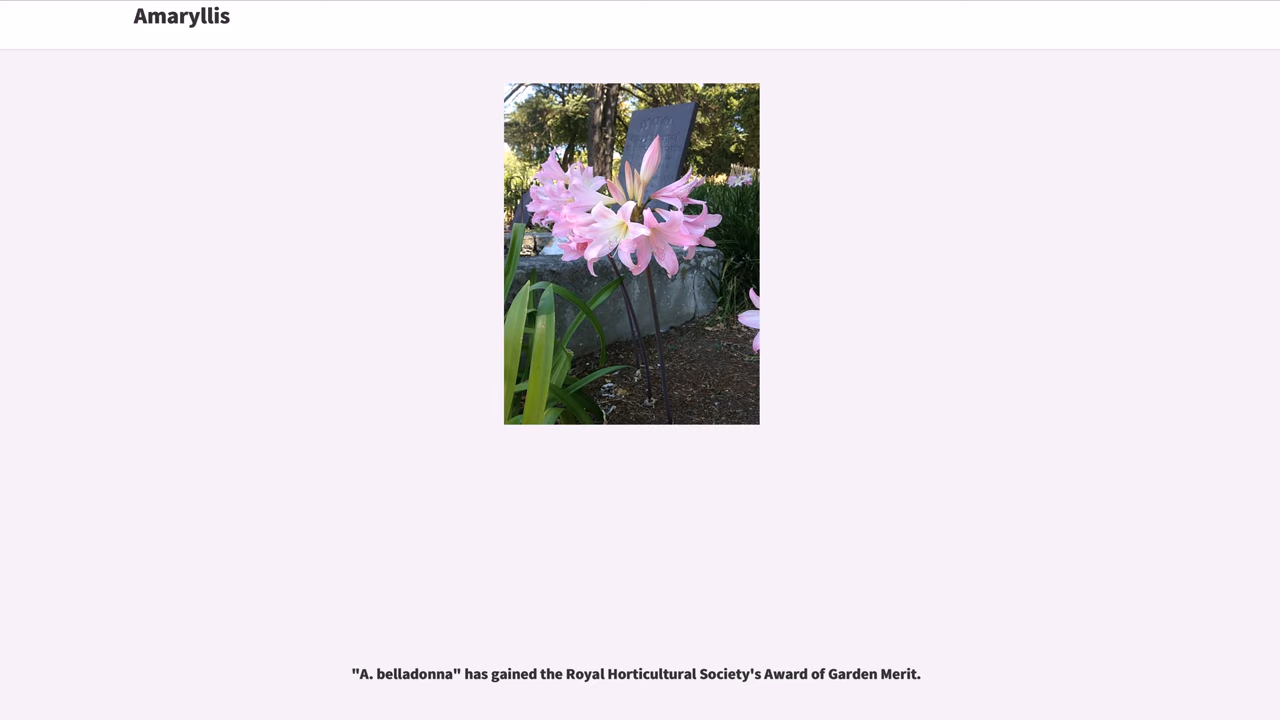 Amaryllis
"A. belladonna" has gained the Royal Horticultural Society's Award of Garden Merit.